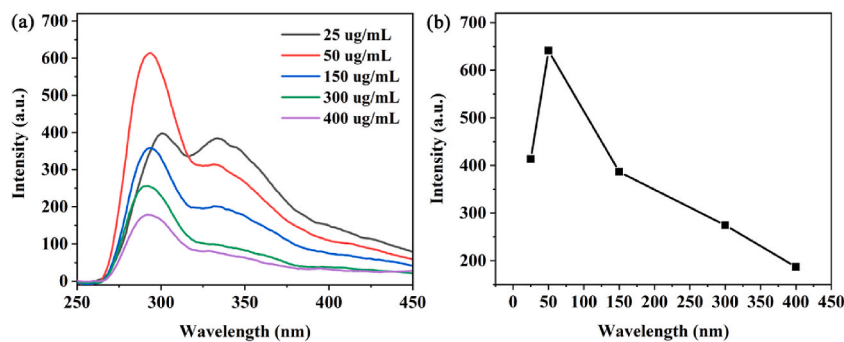 (a)
700
600
500
400
300
200
100
0
Intensity (a.u.)
25 ug/mL
50 ug/mL
150 ug/mL
300 ug/mL
400 ug/mL
250 300 350 400 450
Wavelength (nm)
(b)
700
600
500
400
300
200
Intensity (a.u.)
0 50 100 150 200 250 300 350 400 450
Wavelength (nm)